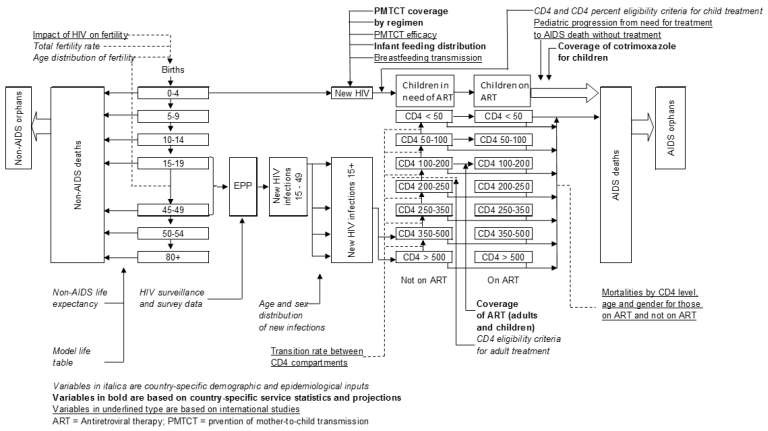 PMTCT coverage
by regimen
PMTCT efficacy
Infant feeding distribution
Breastfeeding transmission
CD4 and CD4 percent eligibility criteria for child treatment
Pediatric progression from need for treatment
to AIDS death without treatment
Coverage of cotrimoxazole
for children
Impact of HIV on fertility
Total fertility rate
Age distribution of fertility
Births
0-4
5-9
10-14
15-19
45-49
50-54
80+
Non-AIDS orphans
Non-AIDS deaths
EPP
New HIV
infections
15 - 49
New HIV infections 15+
New HIV
Children in
need of ART
Children on
ART
CD4 < 50
CD4 < 50
CD4 50-100
CD4 50-100
CD4 100-200
CD4 100-200
CD4 200-250
CD4 200-250
CD4 250-350
CD4 250-350
CD4 350-500
CD4 350-500
CD4 > 500
CD4 > 500
Not on ART
On ART
AIDS deaths
AIDS orphans
Non-AIDS life
expectancy
HIV surveillance
and survey data
Age and sex
distribution
of new infections
Coverage
of ART (adults
and children)
CD4 eligibility criteria
for adult treatment
Mortalities by CD4 level,
age and gender for those
on ART and not on ART
Model life
table
Transition rate between
CD4 compartments
Variables in italics are country-specific demographic and epidemiological inputs
Variables in bold are based on country-specific service statistics and projections
Variables in underlined type are based on international studies
ART = Antiretroviral therapy; PMTCT = prvention of mother-to-child transmission